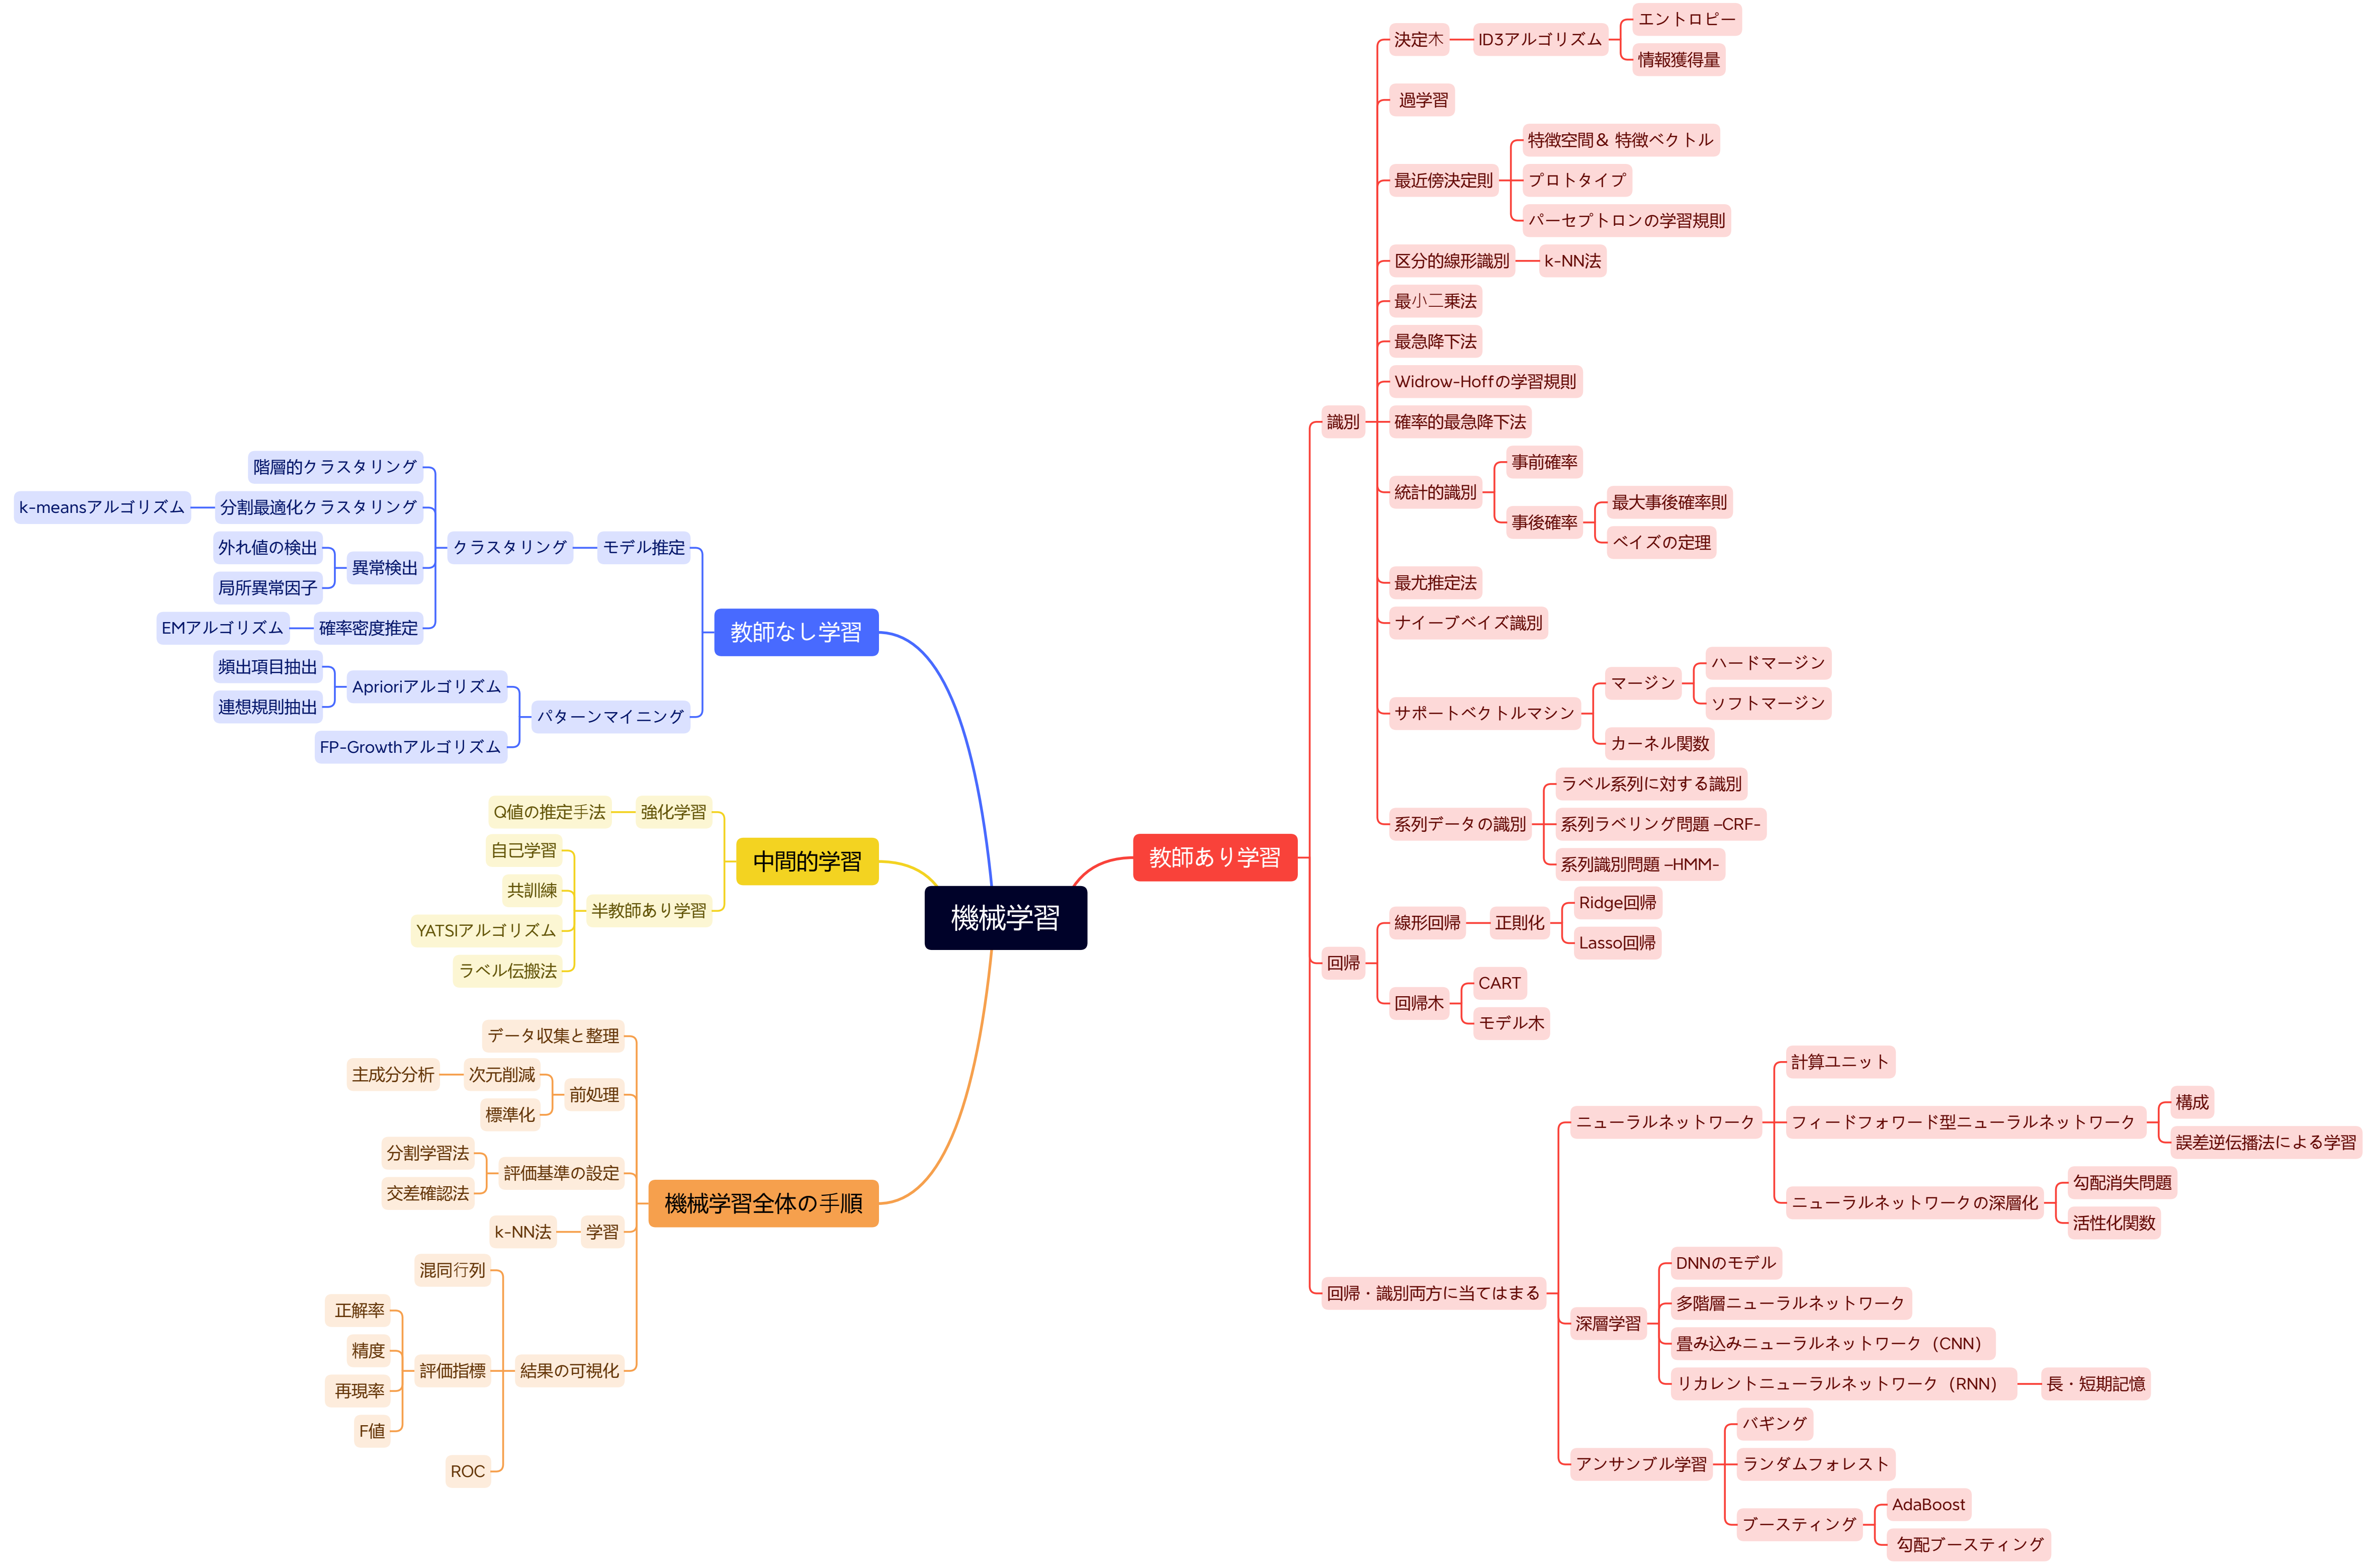 機械学習
教師あり学習
識別
決定木
ID3アルゴリズム
エントロピー
情報獲得量
過学習
最近傍決定則
特徴空間& 特徴ベクトル
プロトタイプ
パーセプトロンの学習規則
区分的線形識別
k-NN法
最小二乗法
最急降下法
Widrow-Hoffの学習規則
確率的最急降下法
統計的識別
事前確率
事後確率
最大事後確率則
ベイズの定理
最尤推定法
ナイーブベイズ識別
サポートベクトルマシン
マージン
ハードマージン
ソフトマージン
カーネル関数
系列データの識別
ラベル系列に対する識別
系列ラベリング問題 –CRF-
系列識別問題 –HMM-
回帰
線形回帰
正則化
Ridge回帰
Lasso回帰
回帰木
CART
モデル木
回帰・識別両方に当てはまる
ニューラルネットワーク
計算ユニット
フィードフォワード型ニューラルネットワーク
構成
誤差逆伝播法による学習
ニューラルネットワークの深層化
勾配消失問題
活性化関数
深層学習
DNNのモデル
多階層ニューラルネットワーク
畳み込みニューラルネットワーク（CNN）
リカレントニューラルネットワーク（RNN）
長・短期記憶
アンサンブル学習
バギング
ランダムフォレスト
ブースティング
AdaBoost
勾配ブースティング
教師なし学習
モデル推定
クラスタリング
階層的クラスタリング
分割最適化クラスタリング
k-meansアルゴリズム
異常検出
外れ値の検出
局所異常因子
確率密度推定
EMアルゴリズム
パターンマイニング
Aprioriアルゴリズム
頻出項目抽出
連想規則抽出
FP-Growthアルゴリズム
中間的学習
強化学習
Q値の推定手法
半教師あり学習
自己学習
共訓練
YATSIアルゴリズム
ラベル伝搬法
機械学習全体の手順
データ収集と整理
前処理
次元削減
主成分分析
標準化
評価基準の設定
分割学習法
交差確認法
学習
k-NN法
結果の可視化
混同行列
評価指標
正解率
精度
再現率
F値
ROC